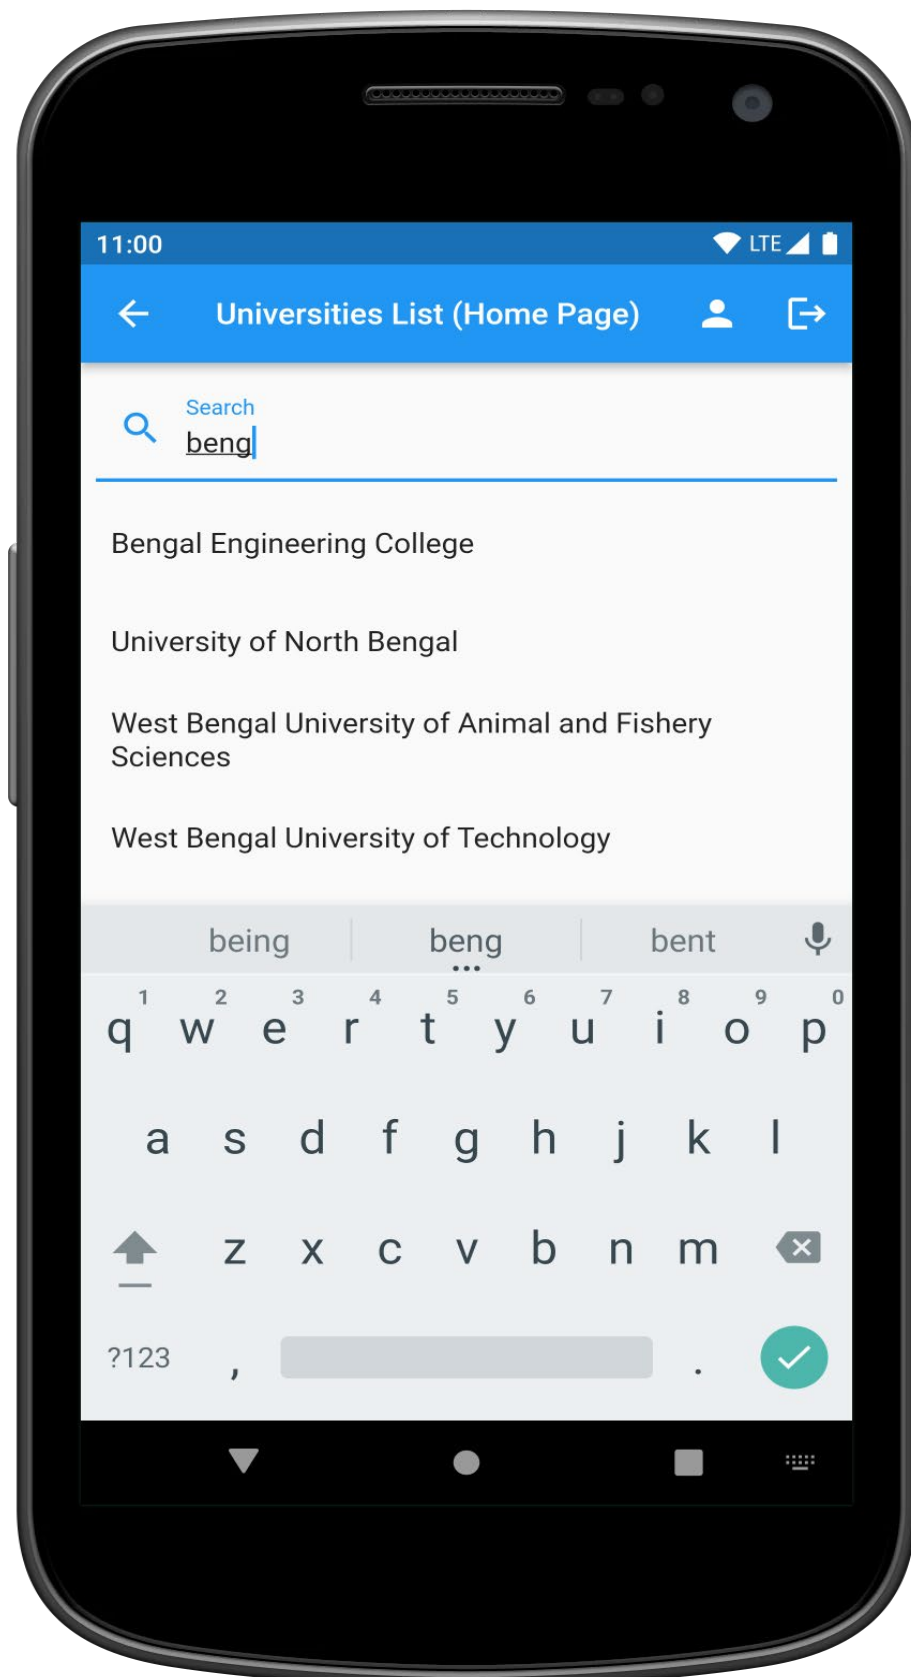 11:00 LTE
Universities List (Home Page)
Search
beng
Bengal Engineering College
University of North Bengal
West Bengal University of Animal and Fishery
Sciences
West Bengal University of Technology
being beng bent
1 2 3 4 5 6 7 8 9 0
q w e r t y u i o p
a s d f g h j k l
z x c v b n m
?123 , .